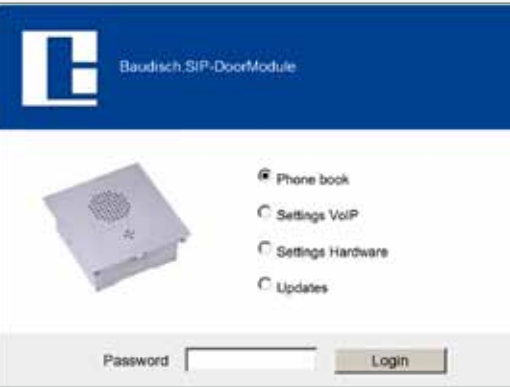 Baudisch.SIP-DoorModule
Phone book
Settings VoIP
Settings Hardware
Updates
Password
Login